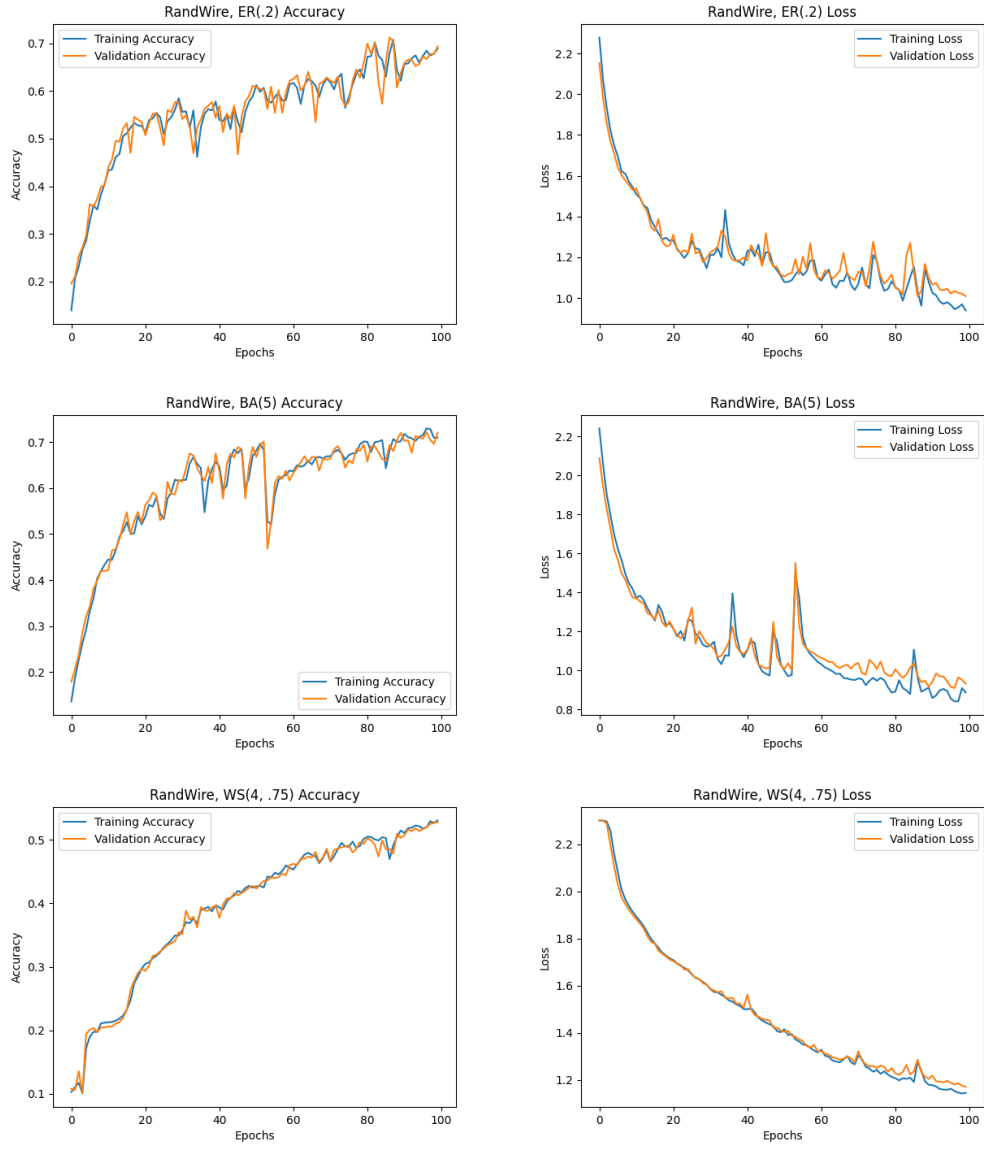 RandWire, ER(.2) Accuracy
Training Accuracy
Validation Accuracy
0.7
0.6
0.5
0.4
0.3
0.2
Accuracy
0 20 40 60 80 100
Epochs
RandWire, ER(.2) Loss
Training Loss
Validation Loss
2.2
2.0
1.8
1.6
1.4
1.2
1.0
Loss
0 20 40 60 80 100
Epochs
RandWire, BA(5) Accuracy
0.7
0.6
0.5
0.4
0.3
0.2
Accuracy
Training Accuracy
Validation Accuracy
0 20 40 60 80 100
Epochs
RandWire, BA(5) Loss
Training Loss
Validation Loss
2.2
2.0
1.8
1.6
1.4
1.2
1.0
0.8
Loss
0 20 40 60 80 100
Epochs
RandWire, WS(4, .75) Accuracy
Training Accuracy
Validation Accuracy
0.5
0.4
0.3
0.2
0.1
Accuracy
0 20 40 60 80 100
Epochs
RandWire, WS(4, .75) Loss
Training Loss
Validation Loss
2.2
2.0
1.8
1.6
1.4
1.2
Loss
0 20 40 60 80 100
Epochs